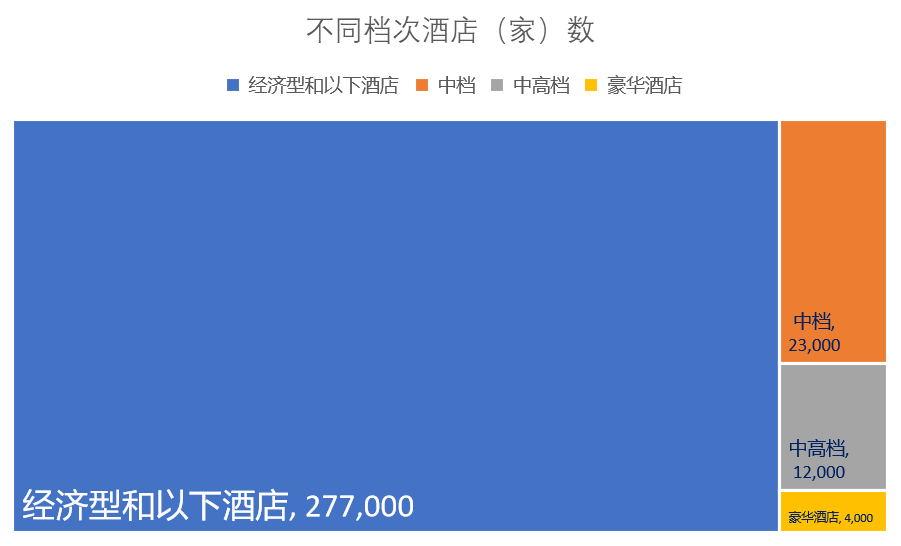 不同档次酒店（家）数
经济型和以下酒店 中档 中高档 豪华酒店
中档,
23,000
中高档,
12,000
经济型和以下酒店, 277,000
豪华酒店, 4,000